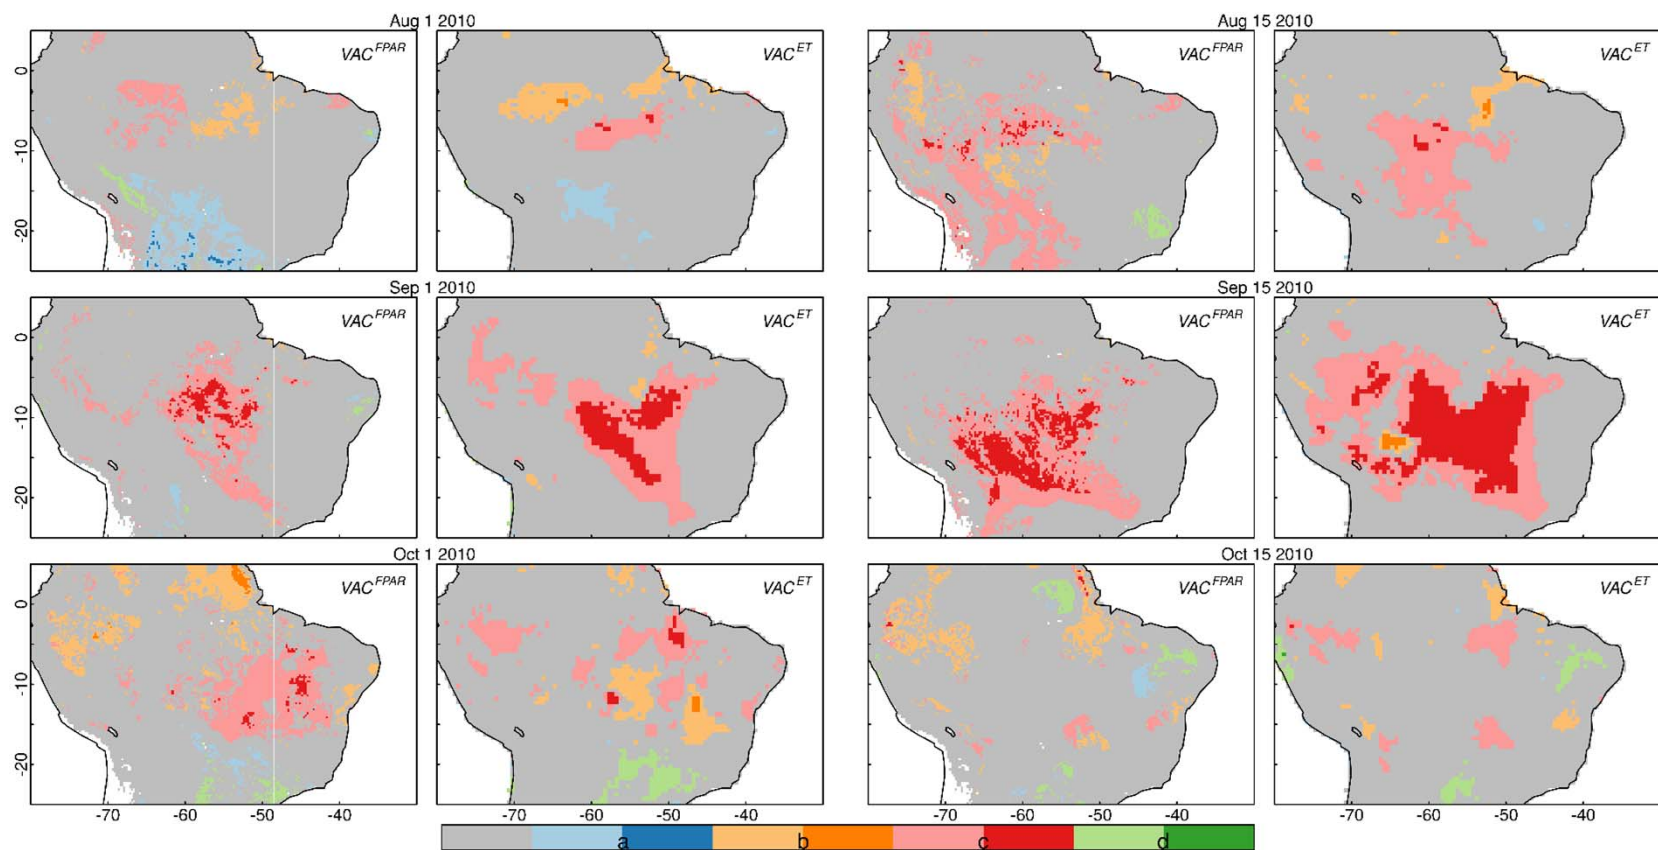 Aug 1 2010
Aug 15 2010
VAC^FPAR
VAC^ET
VAC^FPAR
VAC^ET
0
-10
-20
Sep 1 2010
Sep 15 2010
VAC^FPAR
VAC^ET
VAC^FPAR
VAC^ET
0
-10
-20
Oct 1 2010
Oct 15 2010
VAC^FPAR
VAC^ET
VAC^FPAR
VAC^ET
0
-10
-20
-70 -60 -50 -40 -70 -60 -50 -40 -70 -60 -50 -40 -70 -60 -50 -40
a b c d